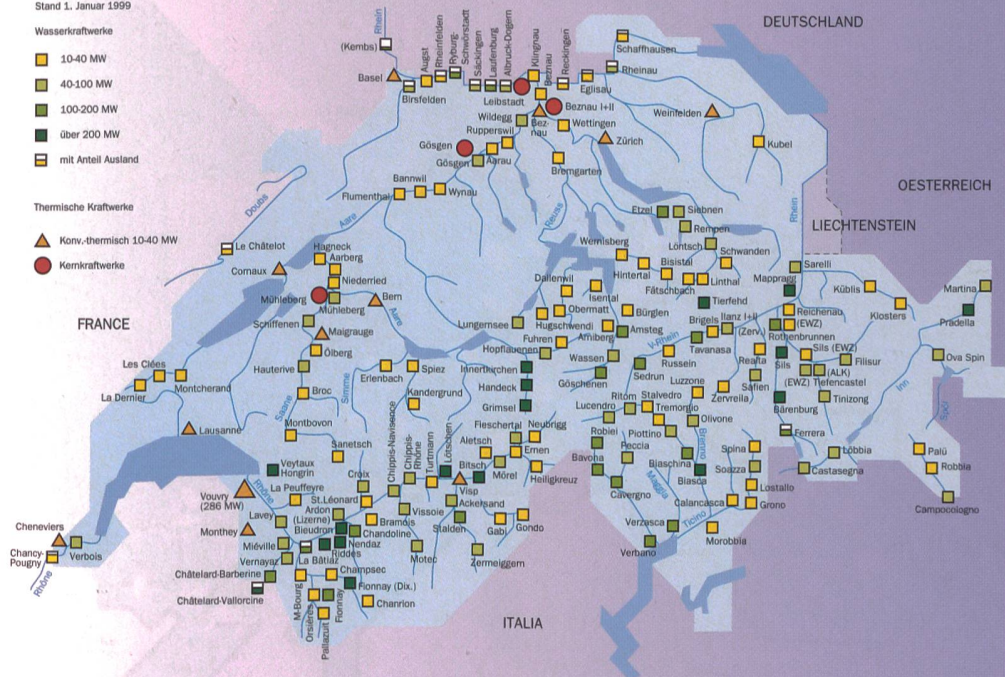 Stand 1. Januar 1999
Wasserkraftwerke
10-40 MW
40-100 MW
100-200 MW
über 200 MW
mit Anteil Ausland
Thermische Kraftwerke
Konv.-thermisch 10-40 MW
Kernkraftwerke
DEUTSCHLAND
OESTERREICH
LIECHTENSTEIN
FRANCE
ITALIA
Rhein
(Kembs)
Basel
Birsfelden
Augst
Rheinfelden
Ryburg-
Schwörstadt
Säckingen
Laufenburg
Albruck-Dogern
Leibstadt
Klingnau
Beznau
Reckingen
Eglisau
Schaffhausen
Rheinau
Beznau I+II
Bez-
nau
Wildegg
Rupperswil
Wettingen
Weinfelden
Zürich
Kubel
Gösgen
Gösgen
Aarau
Bremgarten
Bannwil
Flumenthal
Wynau
Doubs
Aare
Reuss
Rhein
Etzel
Siebnen
Rempen
Löntsch
Schwanden
Le Châtelot
Cornaux
Hagneck
Aarberg
Niederried
Mühleberg
Mühleberg
Bern
Aare
Schiffenen
Maigrauge
Ölberg
Hauterive
Broc
Montbovon
Saane
Simme
Erlenbach
Spiez
Kandergrund
Sanetsch
Les Clées
La Dernier
Montcherand
Lausanne
Wernisberg
Hintertal
Bisistal
Fätschbach
Linthal
Tierfehd
Mappragg
Sarelli
Küblis
Klosters
Martina
Pradella
Dallenwil
Isental
Obermatt
Bürglen
Lungernsee
Hugschwendi
Arniberg
Amsteg
Fuhren
Hopflauenen
Wassen
Göschenen
Innertkirchen
Handeck
Grimsel
V-Rhein
Brigels
Ilanz I+II
(Zerv.)
Tavanasa
Russein
Sedrun
Reichenau
(EWZ)
Rothenbrunnen
Realta
Safien
Sils
Sils (EWZ)
(EWZ)
(ALK)
Filisur
Tiefencastel
Tinizong
Bärenburg
Zervreila
Luzzone
Ova Spin
Inn
Spöl
Ritom
Stalvedro
Tremorgio
Lucendro
Olivone
Piottino
Robiei
Peccia
Bavona
Cavergno
Biaschina
Biasca
Brenno
Maggia
Ticino
Spina
Soazza
Lostallo
Grono
Calancasca
Verzasca
Verbano
Morobbia
Ferrera
Löbbia
Castasegna
Palü
Robbia
Campocologno
Fieschertal
Neubrigg
Aletsch
Ernen
Mörel
Heiligkreuz
Bitsch
Lötschen
Turtmann
Chippis-
Rhône
Chippis-Navisence
Croix
Visp
Ackersand
Stalden
Gabi
Gondo
Zermeiggern
Vissoie
Motec
Veytaux
Hongrin
Vouvry
(286 MW)
Rhône
La Peuffeyre
St.Léonard
Ardon
(Lizerne)
Bieudron
Bramois
Chandoline
Nendaz
Riddes
Lavey
Monthey
Miéville
Vernayaz
La Bâtiaz
Champsec
Châtelard-Barberine
Châtelard-Vallorcine
M-Bourg
Orsières
Pallazuit
Fionnay
Fionnay (Dix.)
Chanrion
Cheneviers
Chancy-
Pougny
Verbois
Rhône